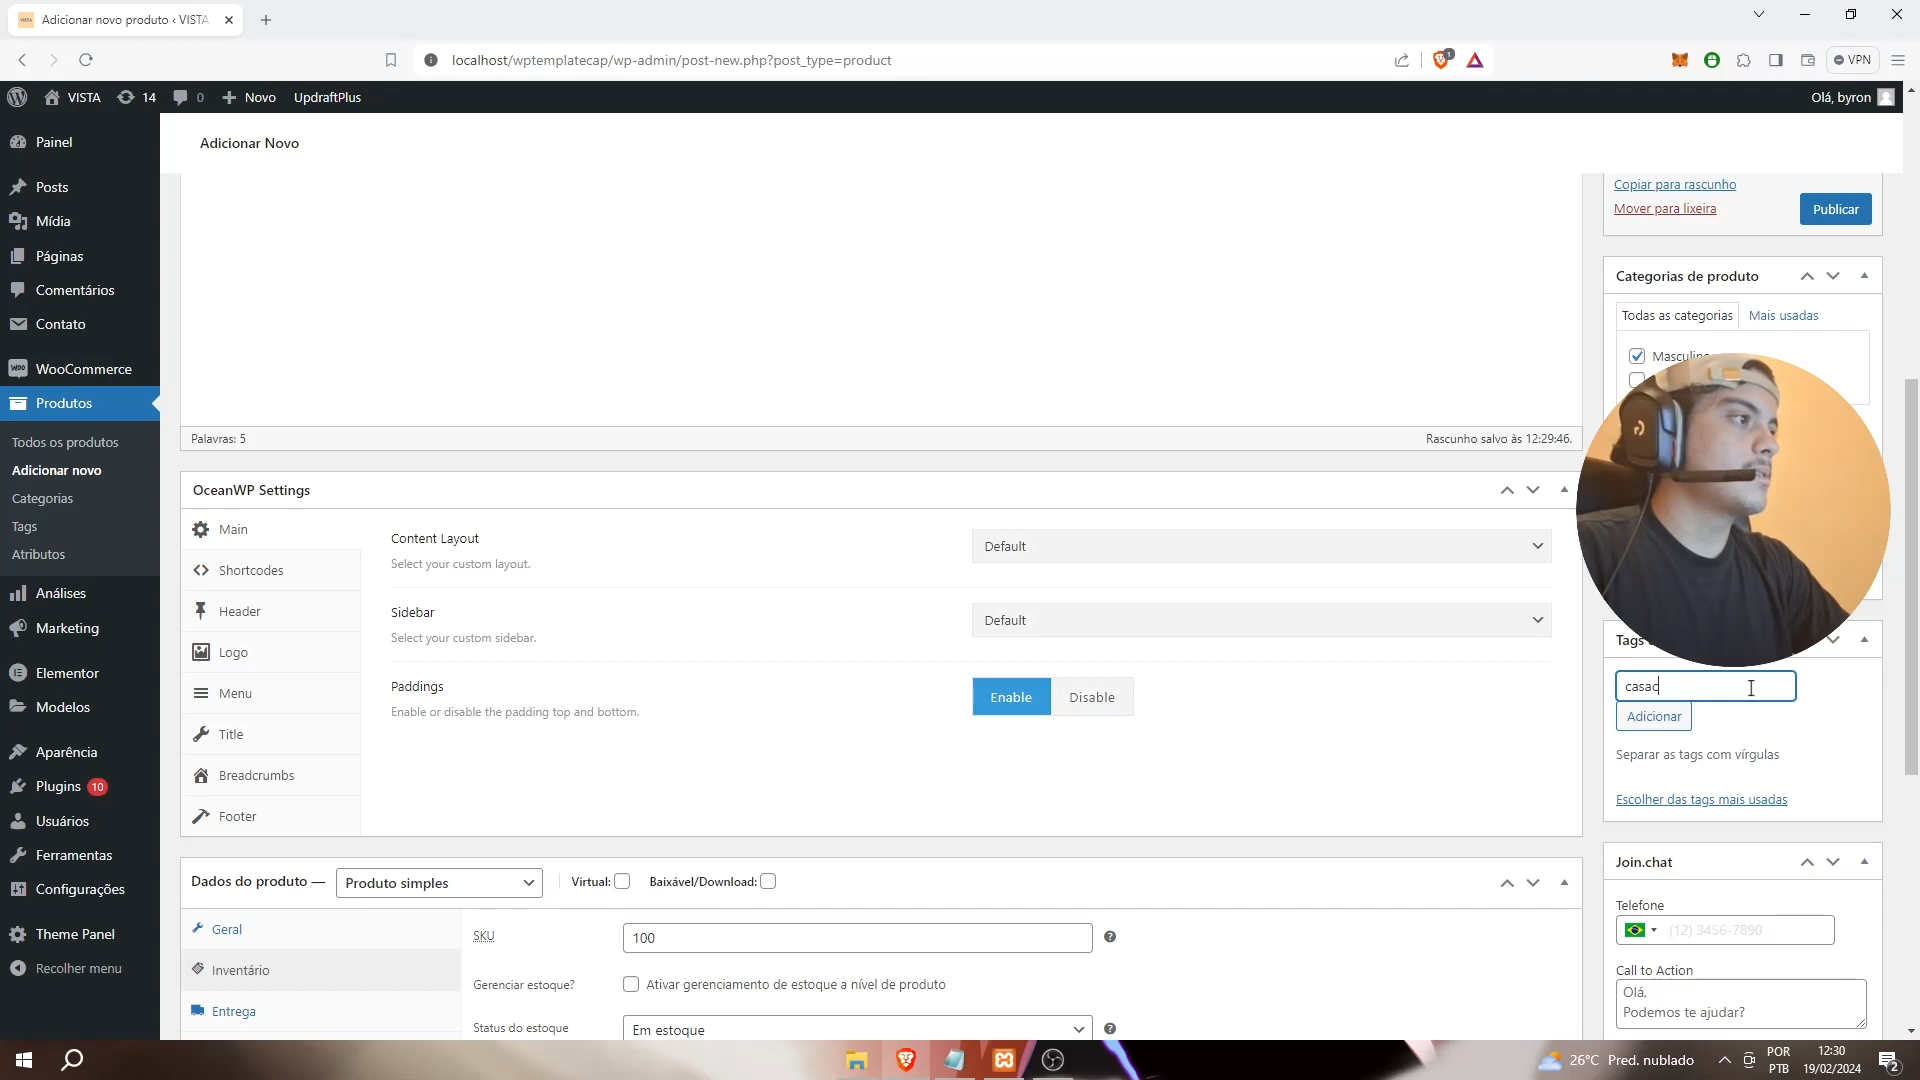 VISTA
Adicionar novo produto ‹ VISTA
localhost/wptemplatecap/wp-admin/post-new.php?post_type=product
1
VPN
VISTA
14
0
Novo
UpdraftPlus
Olá, byron
Painel
Posts
Mídia
Páginas
Comentários
Contato
WooCommerce
Produtos
Todos os produtos
Adicionar novo
Categorias
Tags
Atributos
Análises
Marketing
Elementor
Modelos
Aparência
Plugins 10
Usuários
Ferramentas
Configurações
Theme Panel
Recolher menu
Adicionar Novo
Palavras: 5
Rascunho salvo às 12:29:46.
OceanWP Settings
Main
Shortcodes
Header
Logo
Menu
Title
Breadcrumbs
Footer
Content Layout
Select your custom layout.
Default
Sidebar
Select your custom sidebar.
Default
Paddings
Enable or disable the padding top and bottom.
Enable
Disable
Dados do produto —
Produto simples
Virtual:
Baixável/Download:
Geral
Inventário
Entrega
SKU
100
Gerenciar estoque?
Ativar gerenciamento de estoque a nível de produto
Status do estoque
Em estoque
Copiar para rascunho
Mover para lixeira
Publicar
Categorias de produto
Todas as categorias
Mais usadas
Masculino
Tags
casac
Adicionar
Separar as tags com vírgulas
Escolher das tags mais usadas
Join.chat
Telefone
(12) 3456-7890
Call to Action
Olá,
Podemos te ajudar?
26°C Pred. nublado
POR
PTB
12:30
19/02/2024
2